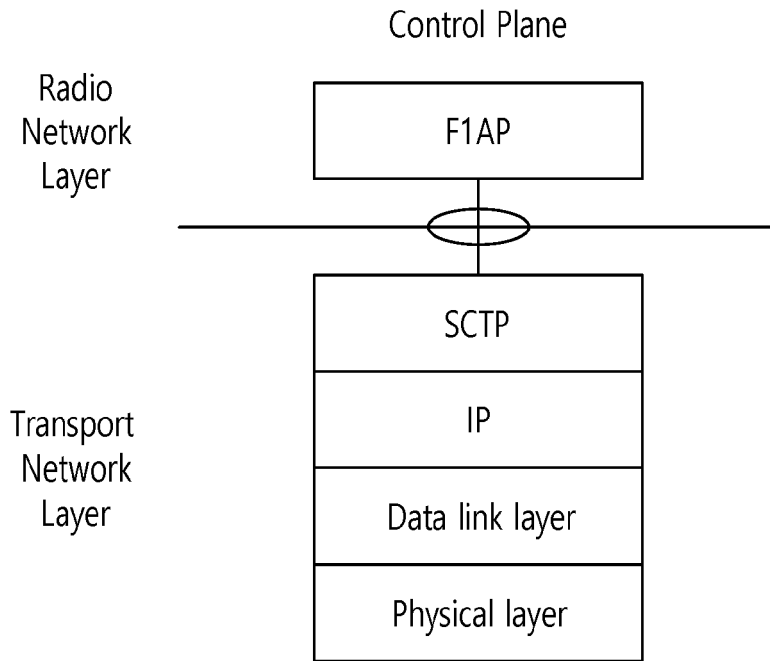 Control Plane
Radio
Network
Layer
F1AP
SCTP
IP
Transport
Network
Layer
Data link layer
Physical layer